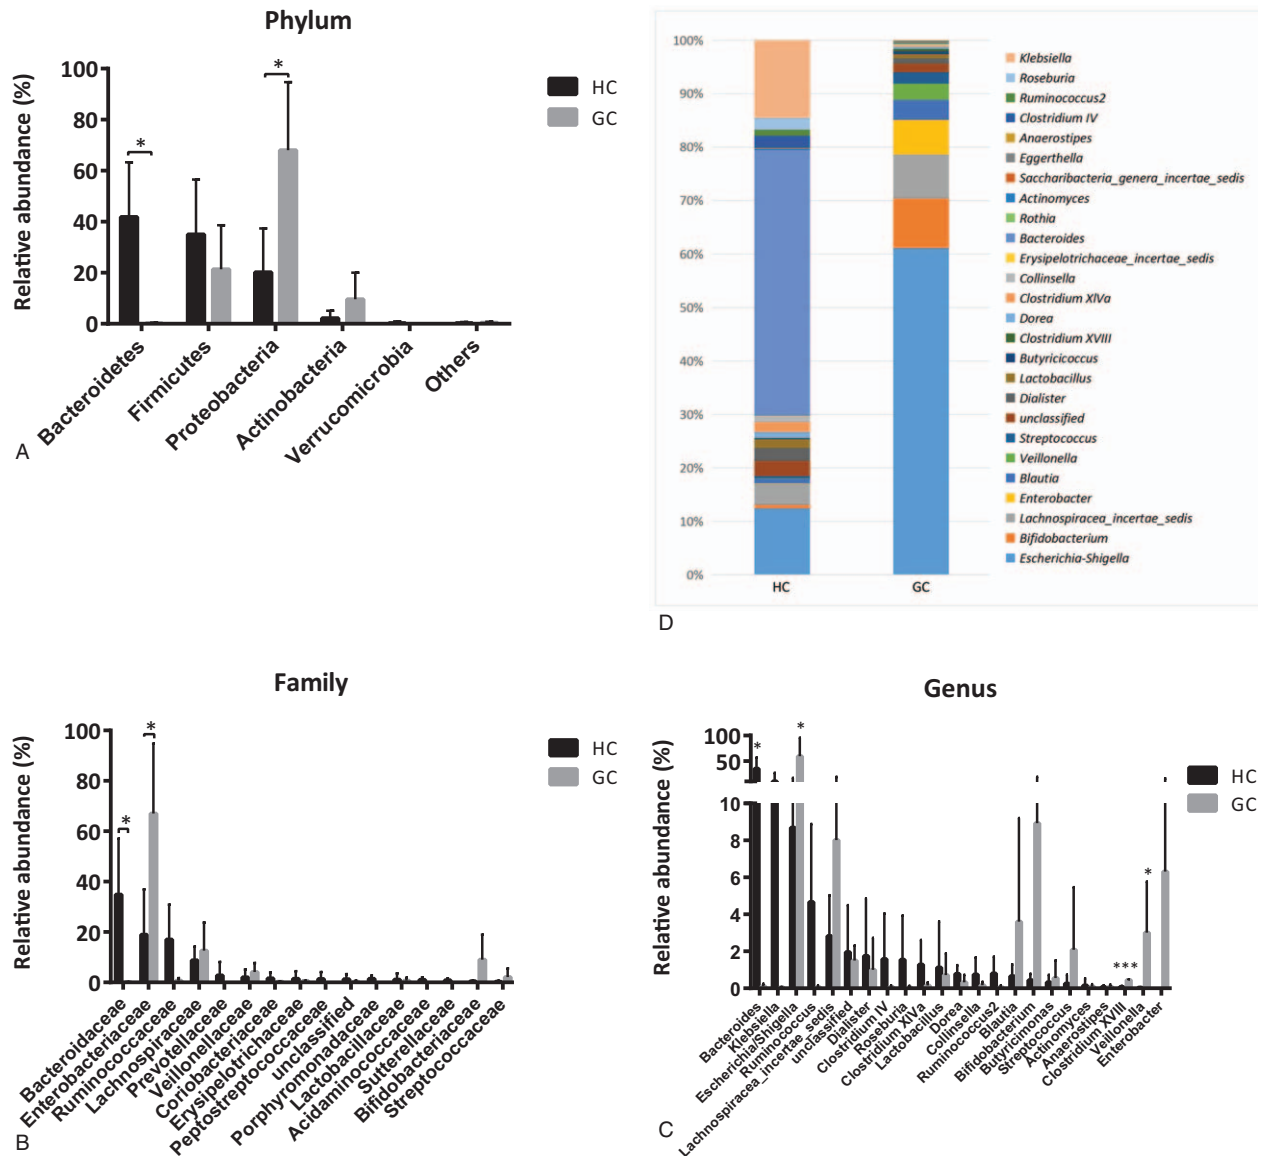 Phylum
Relative abundance (%)
100
80
60
40
20
0
*
*
HC
GC
Bacteroidetes
Firmicutes
Proteobacteria
Actinobacteria
Verrucomicrobia
Others
A
100%
90%
80%
70%
60%
50%
40%
30%
20%
10%
0%
HC
GC
Klebsiella
Roseburia
Ruminococcus2
Clostridium IV
Anaerostipes
Eggerthella
Saccharibacteria_genera_incertae_sedis
Actinomyces
Rothia
Bacteroides
Erysipelotrichaceae_incertae_sedis
Collinsella
Clostridium XlVa
Dorea
Clostridium XVIII
Butyricicoccus
Lactobacillus
Dialister
unclassified
Streptococcus
Veillonella
Blautia
Enterobacter
Lachnospiracea_incertae_sedis
Bifidobacterium
Escherichia-Shigella
D
Family
Relative abundance (%)
100
80
60
40
20
0
*
*
HC
GC
Bacteroidaceae
Enterobacteriaceae
Ruminococcaceae
Lachnospiraceae
Prevotellaceae
Veillonellaceae
Coriobacteriaceae
Erysipelotrichaceae
Peptostreptococcaceae
unclassified
Porphyromonadaceae
Lactobacillaceae
Acidaminococcaceae
Sutterellaceae
Bifidobacteriaceae
Streptococcaceae
B
Genus
Relative abundance (%)
100
50
10
8
6
4
2
0
*
*
***
*
HC
GC
Bacteroides
Klebsiella
Escherichia/Shigella
Ruminococcus
Lachnospiracea_incertae_sedis
unclassified
Dialister
Clostridium IV
Roseburia
Clostridium XlVa
Lactobacillus
Dorea
Collinsella
Ruminococcus2
Blautia
Bifidobacterium
Butyricimonas
Streptococcus
Actinomyces
Anaerostipes
Clostridium XVIII
Veillonella
Enterobacter
C